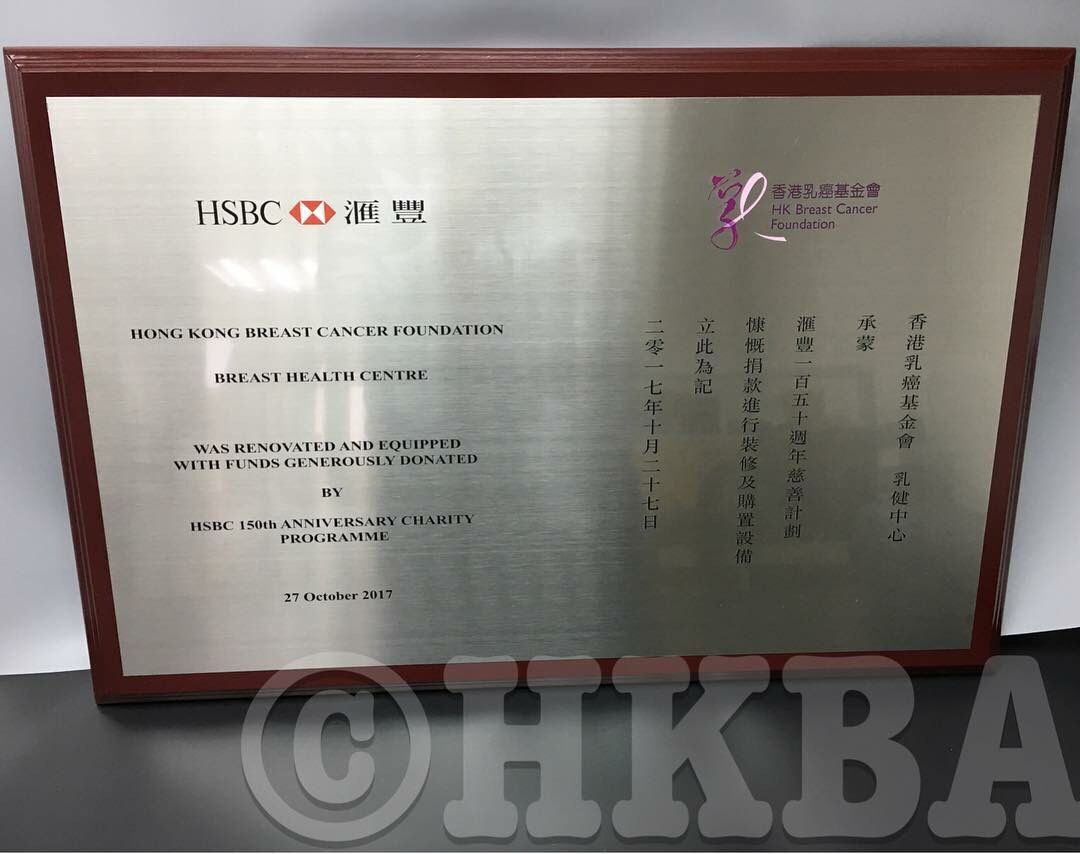 HSBC 滙豐
香港乳癌基金會
HK Breast Cancer
Foundation
HONG KONG BREAST CANCER FOUNDATION
BREAST HEALTH CENTRE
WAS RENOVATED AND EQUIPPED
WITH FUNDS GENEROUSLY DONATED
BY
HSBC 150th ANNIVERSARY CHARITY
PROGRAMME
27 October 2017
香港乳癌基金會 乳健中心
承蒙
滙豐一百五十週年慈善計劃
慷慨捐款進行裝修及購置設備
立此為記
二零一七年十月二十七日
©HKBA